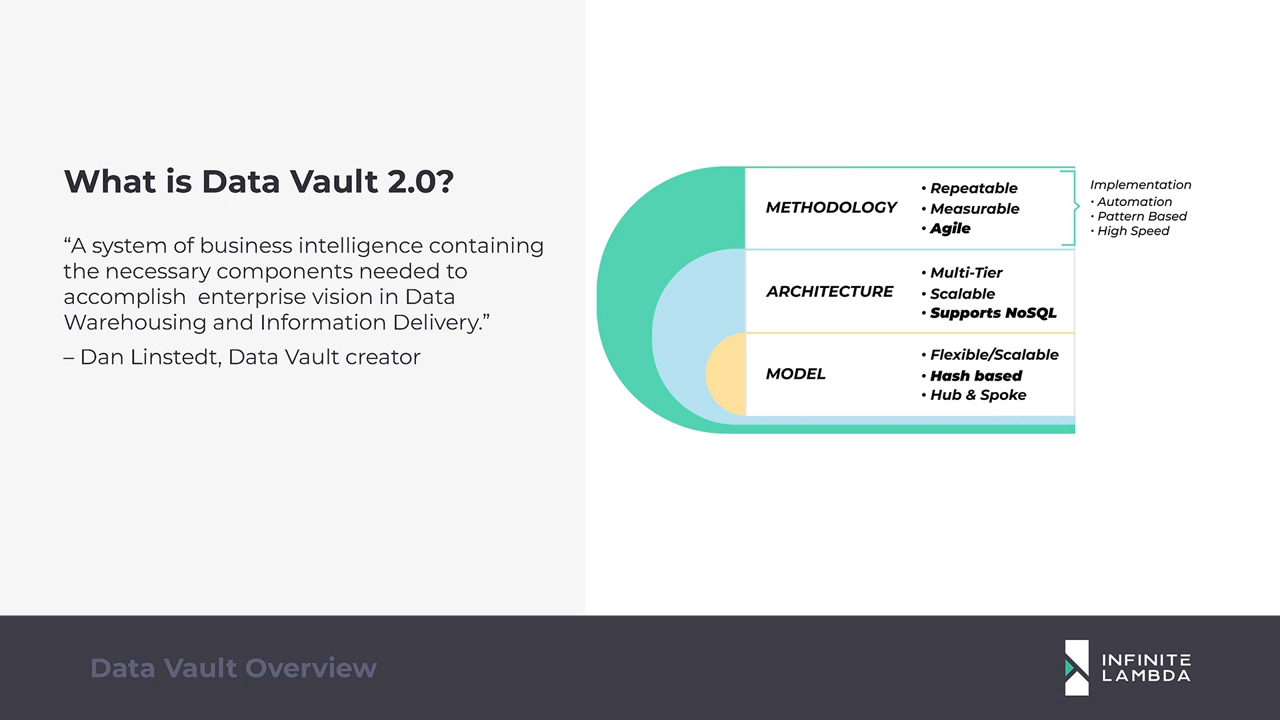 What is Data Vault 2.0?
“A system of business intelligence containing
the necessary components needed to
accomplish  enterprise vision in Data
Warehousing and Information Delivery.”
– Dan Linstedt, Data Vault creator
METHODOLOGY
• Repeatable
• Measurable
• Agile
Implementation
• Automation
• Pattern Based
• High Speed
ARCHITECTURE
• Multi-Tier
• Scalable
• Supports NoSQL
MODEL
• Flexible/Scalable
• Hash based
• Hub & Spoke
Data Vault Overview
INFINITE
LAMBDA